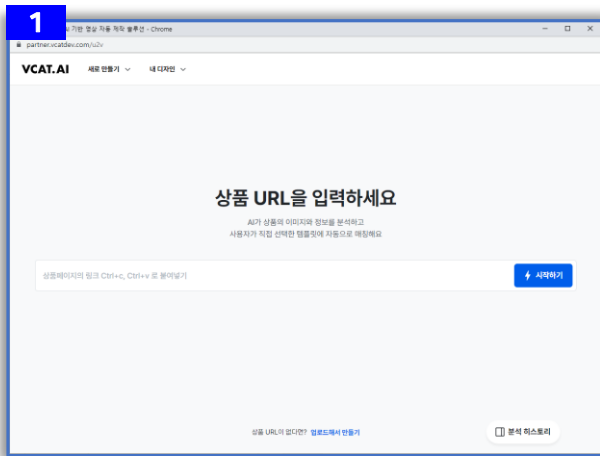 1
기반 영상 자동 제작 솔루션 - Chrome
partner.vcatdev.com/u2v
VCAT.AI 새로 만들기 내 디자인
상품 URL을 입력하세요
AI가 상품의 이미지와 정보를 분석하고
사용자가 직접 선택한 템플릿에 자동으로 매칭해요
상품페이지의 링크 Ctrl+c, Ctrl+v 로 붙여넣기
시작하기
상품 URL이 없다면? 업로드해서 만들기
분석 히스토리